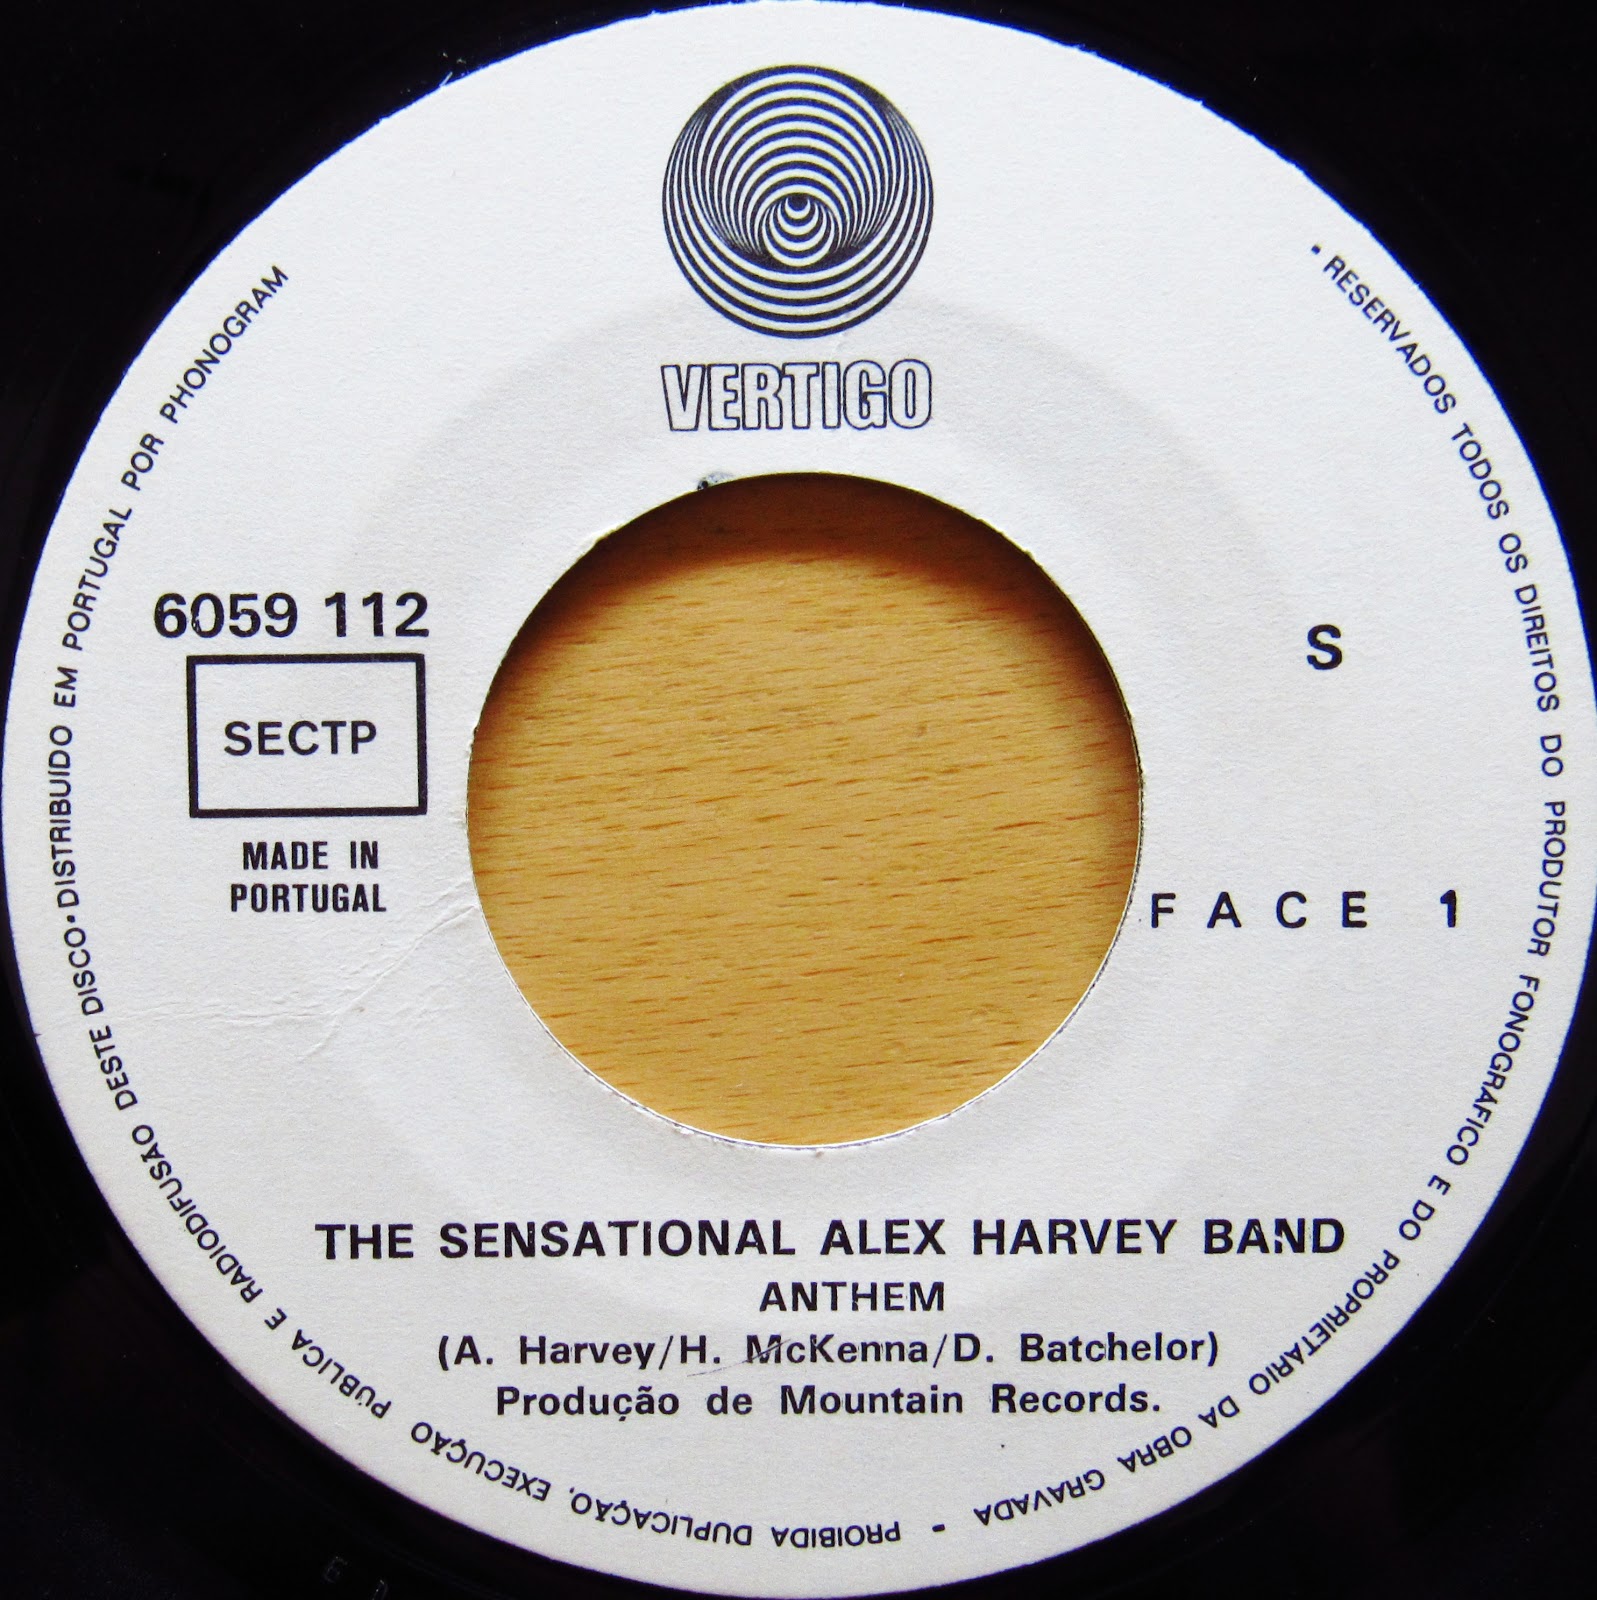 VERTIGO
6059 112
SECTP
MADE IN
PORTUGAL
S
FACE 1
THE SENSATIONAL ALEX HARVEY BAND
ANTHEM
(A. Harvey/H. McKenna/D. Batchelor)
Produção de Mountain Records.
• RESERVADOS TODOS OS DIREITOS DO PRODUTOR FONOGRAFICO E DO PROPRIETARIO DA OBRA GRAVADA - PROIBIDA DUPLICAÇÃO, EXECUÇÃO PÚBLICA E RADIODIFUSÃO DESTE DISCO • DISTRIBUIDO EM PORTUGAL POR PHONOGRAM